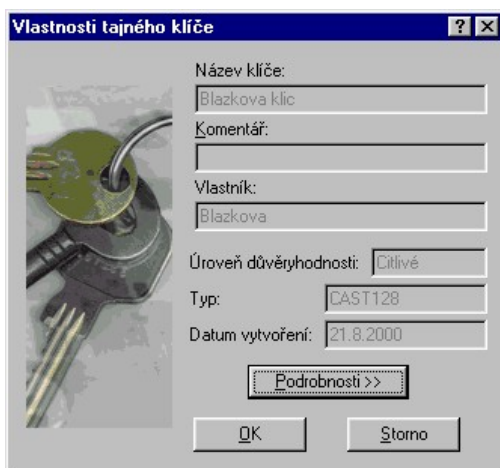 Vlastnosti tajného klíče
Název klíče:
Blazkova klic
Komentář:
Vlastník:
Blazkova
Úroveň důvěryhodnosti: Citlivé
Typ: CAST128
Datum vytvoření: 21.8.2000
Podrobnosti >>
OK Storno